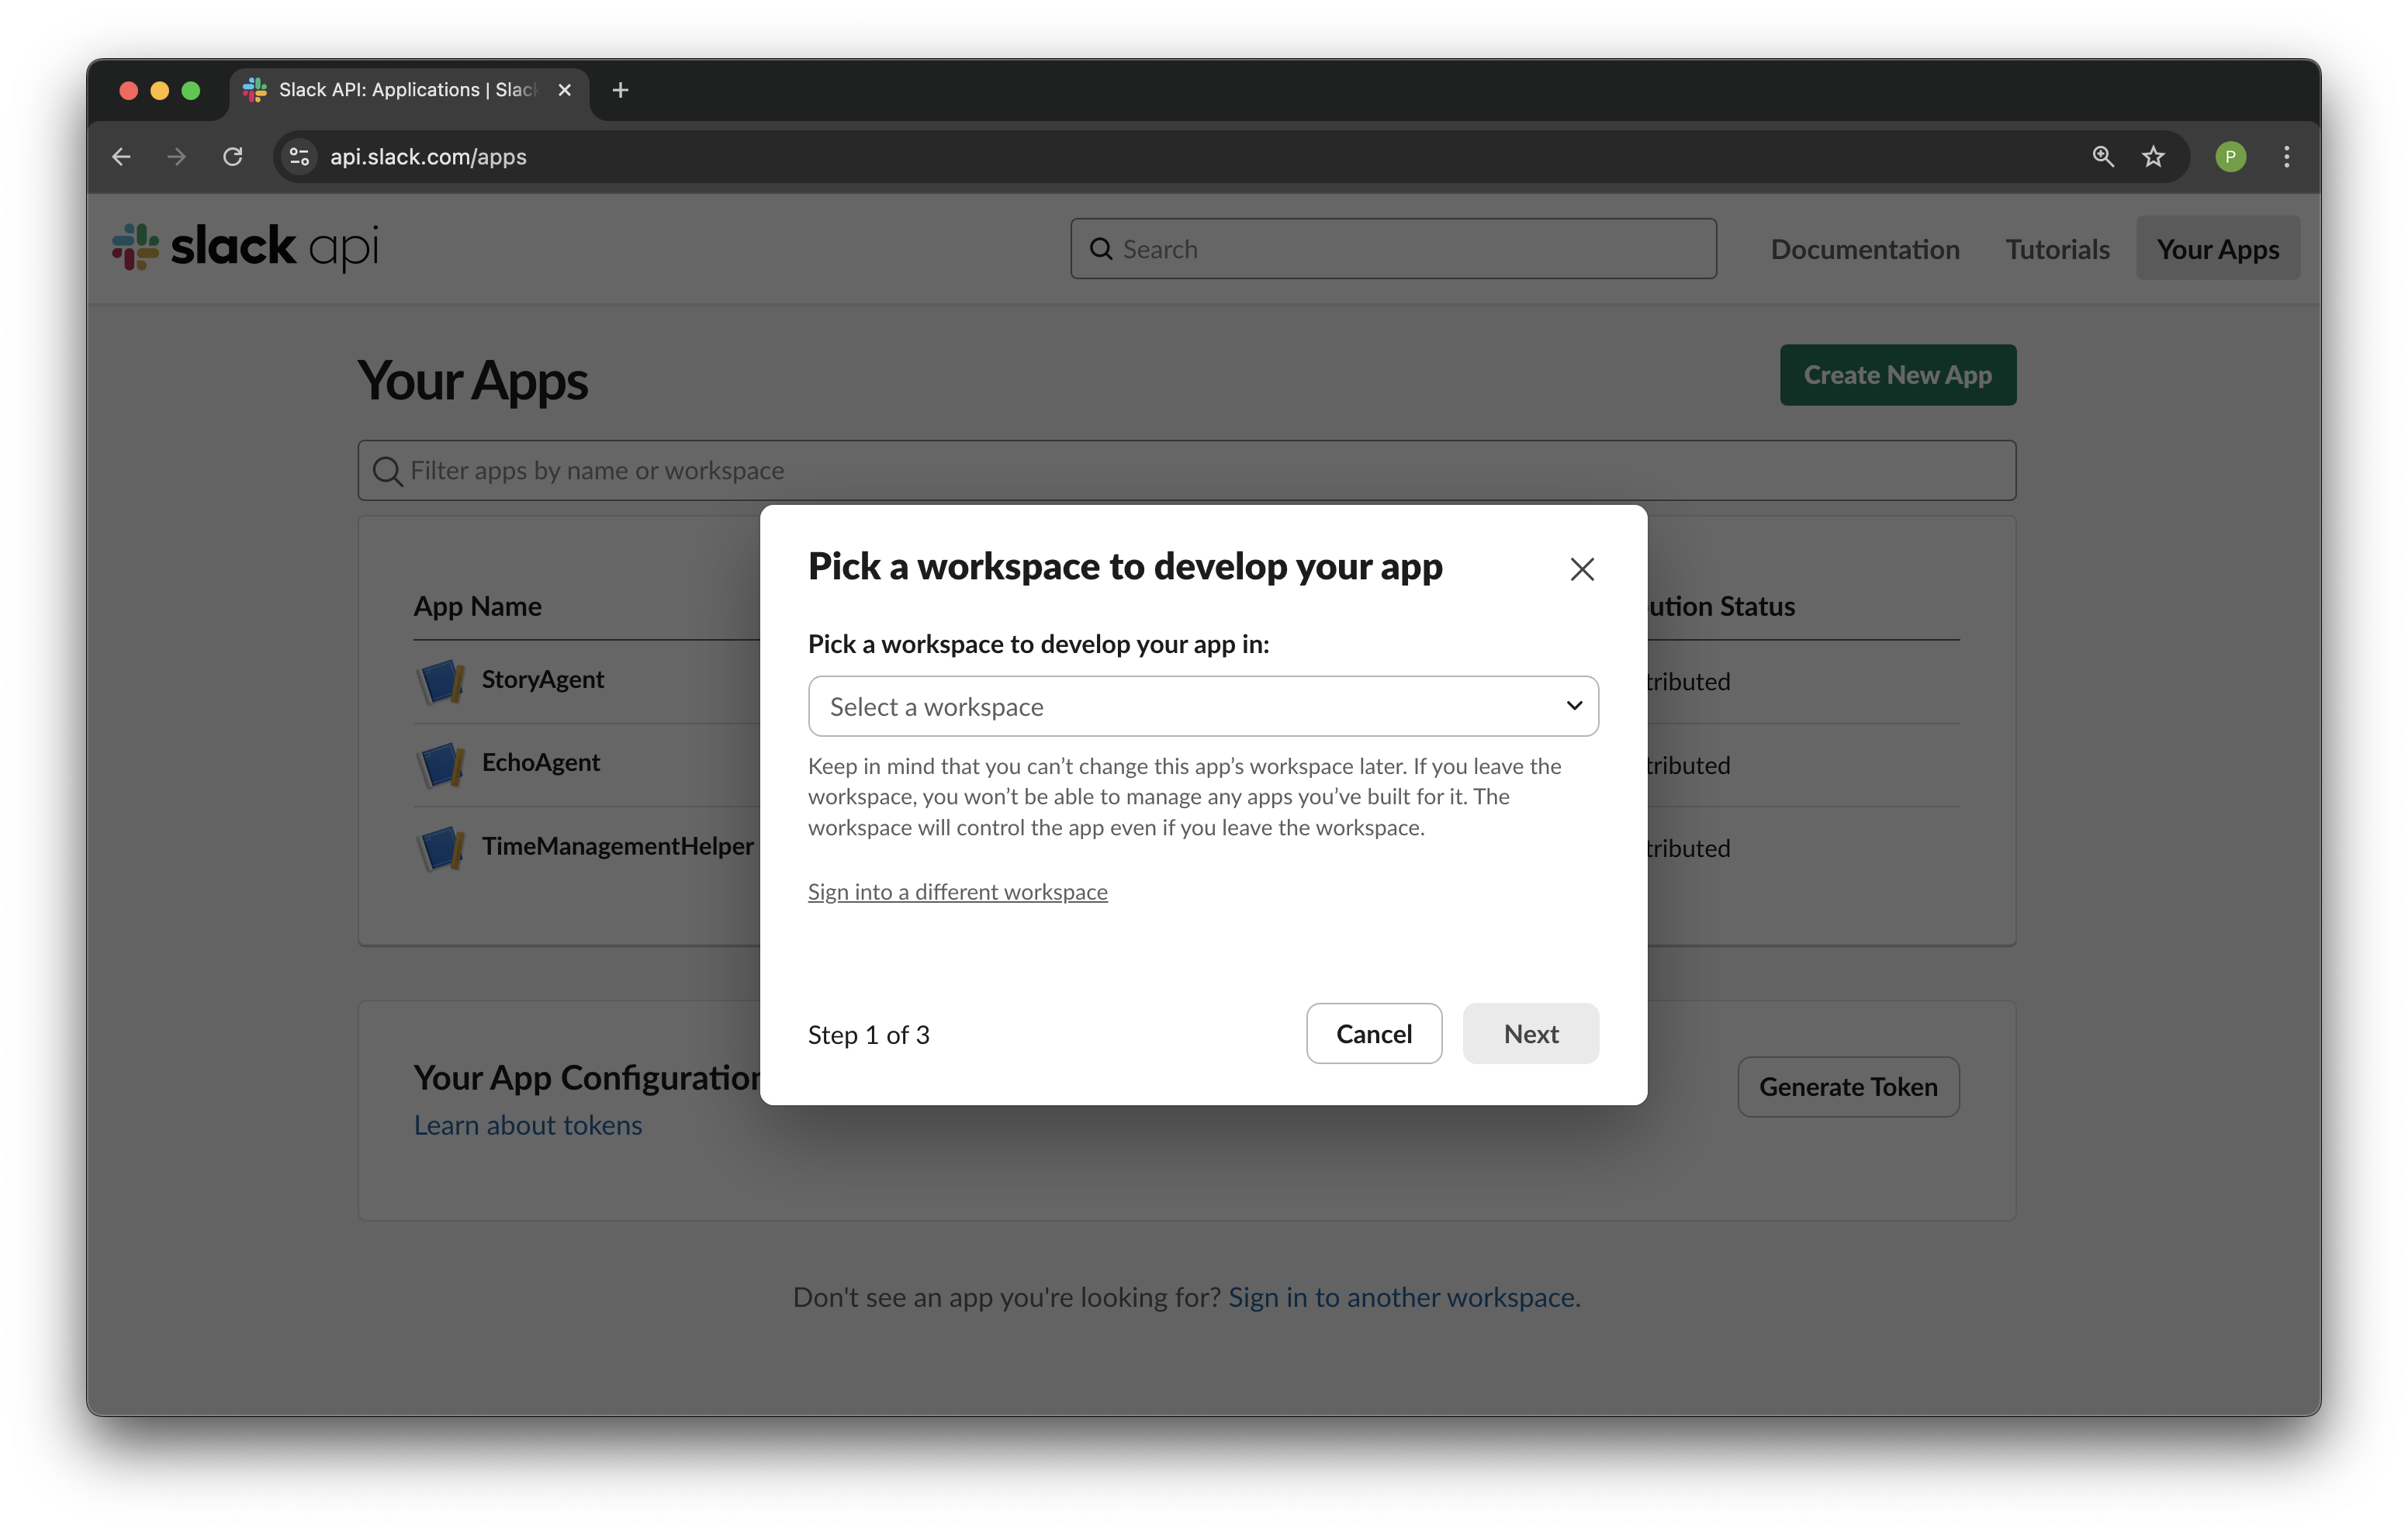 Slack API: Applications | Slack
api.slack.com/apps
P
slack api
Search
Documentation
Tutorials
Your Apps
Your Apps
Create New App
Filter apps by name or workspace
Pick a workspace to develop your app
App Name
ution Status
Pick a workspace to develop your app in:
StoryAgent
tributed
Select a workspace
EchoAgent
tributed
Keep in mind that you can’t change this app’s workspace later. If you leave the
workspace, you won’t be able to manage any apps you’ve built for it. The
workspace will control the app even if you leave the workspace.
TimeManagementHelper
tributed
Sign into a different workspace
Step 1 of 3
Cancel
Next
Your App Configuration
Generate Token
Learn about tokens
Don't see an app you're looking for? Sign in to another workspace.